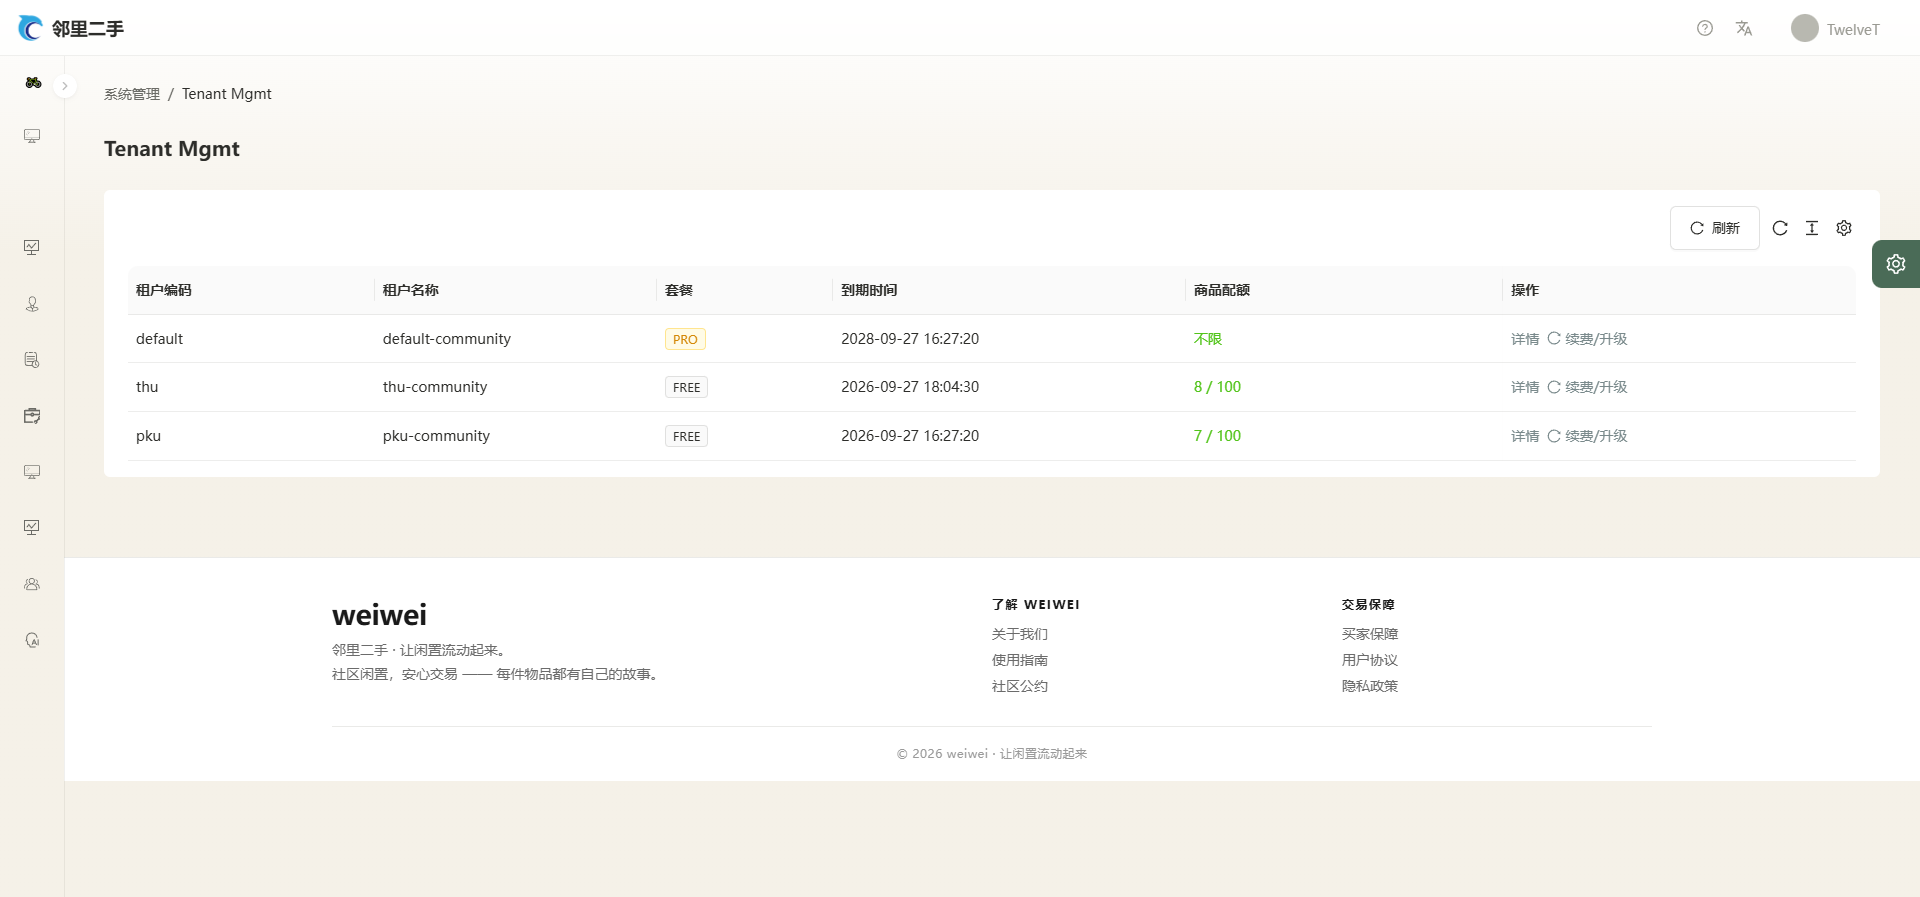 邻里二手
TwelveT
系统管理 / Tenant Mgmt
Tenant Mgmt
刷新
租户编码 租户名称 套餐 到期时间 商品配额 操作
default default-community PRO 2028-09-27 16:27:20 不限 详情 续费/升级
thu thu-community FREE 2026-09-27 18:04:30 8 / 100 详情 续费/升级
pku pku-community FREE 2026-09-27 16:27:20 7 / 100 详情 续费/升级
weiwei
邻里二手 · 让闲置流动起来。
社区闲置，安心交易 —— 每件物品都有自己的故事。
了解 WEIWEI
关于我们
使用指南
社区公约
交易保障
买家保障
用户协议
隐私政策
© 2026 weiwei · 让闲置流动起来